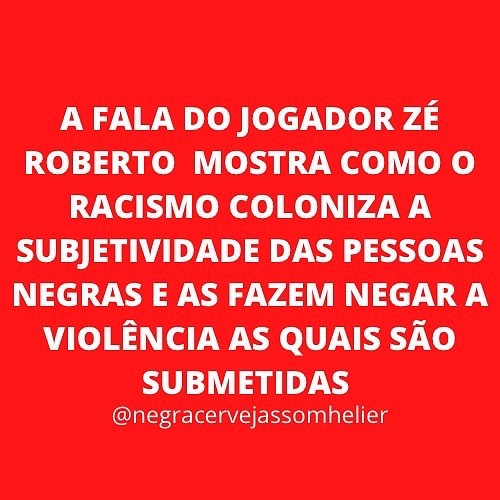 A FALA DO JOGADOR ZÉ
ROBERTO  MOSTRA COMO O
RACISMO COLONIZA A
SUBJETIVIDADE DAS PESSOAS
NEGRAS E AS FAZEM NEGAR A
VIOLÊNCIA AS QUAIS SÃO
SUBMETIDAS
@negracervejassomhelier